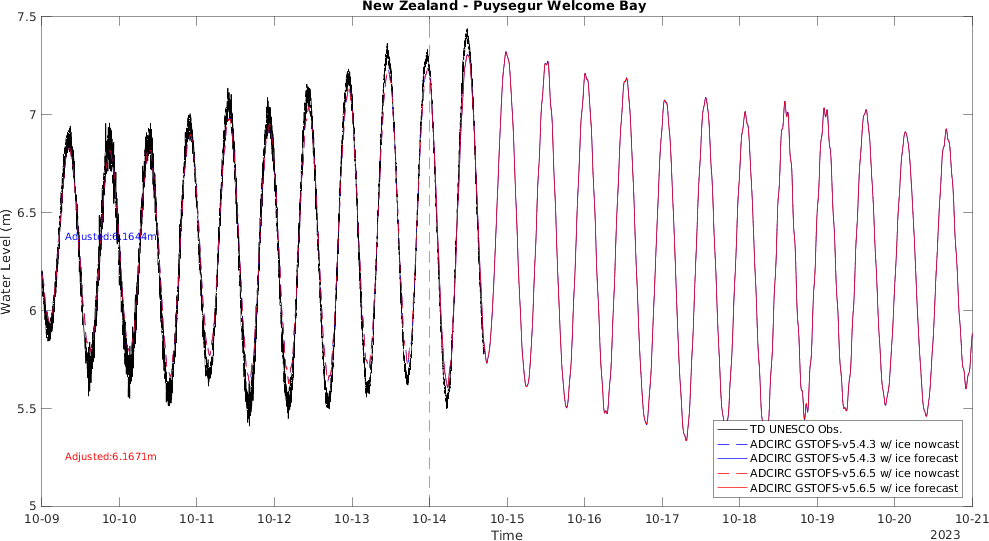 New Zealand - Puysegur Welcome Bay
7.5
7
6.5
6
5.5
5
Water Level (m)
Adjusted:6.1644m
Adjusted:6.1671m
TD UNESCO Obs.
ADCIRC GSTOFS-v5.4.3 w/ ice nowcast
ADCIRC GSTOFS-v5.4.3 w/ ice forecast
ADCIRC GSTOFS-v5.6.5 w/ ice nowcast
ADCIRC GSTOFS-v5.6.5 w/ ice forecast
10-09 10-10 10-11 10-12 10-13 10-14 10-15 10-16 10-17 10-18 10-19 10-20 10-21
Time
2023